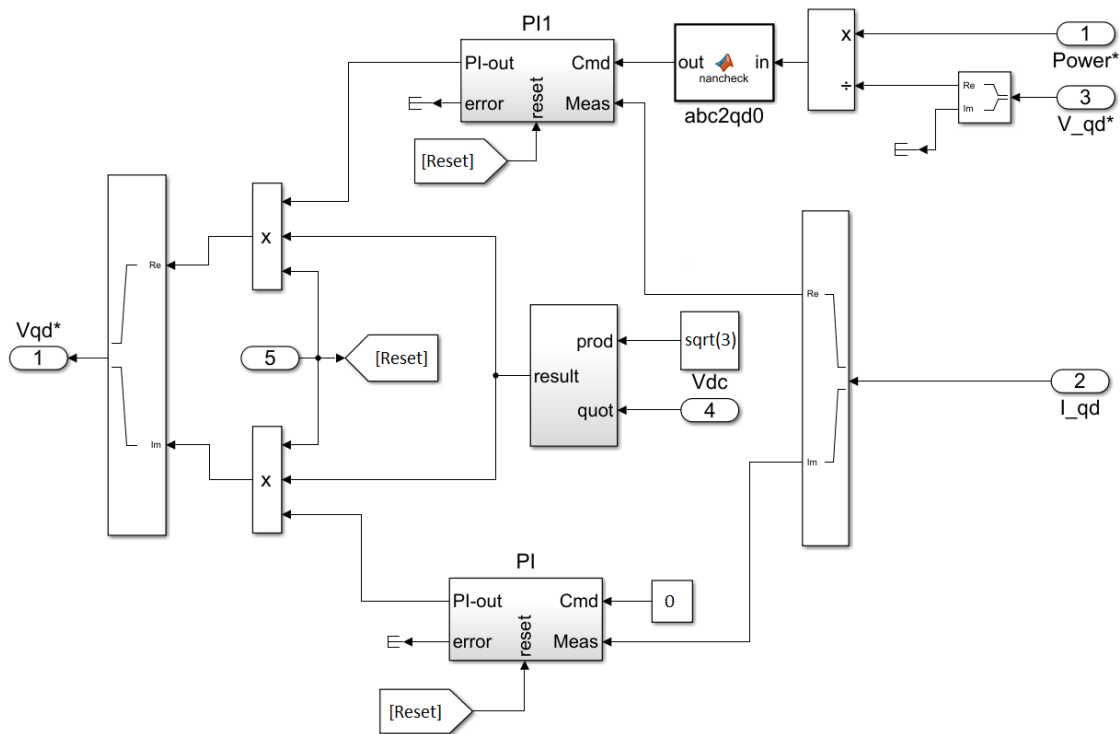 PI1
PI-out
Cmd
error
reset
Meas
[Reset]
out
nancheck
in
abc2qd0
x
÷
1
Power*
Re
Im
3
V_qd*
x
Re
Im
Vqd*
1
5
[Reset]
prod
result
quot
sqrt(3)
Vdc
4
Re
Im
2
I_qd
x
PI
PI-out
Cmd
error
reset
Meas
0
[Reset]